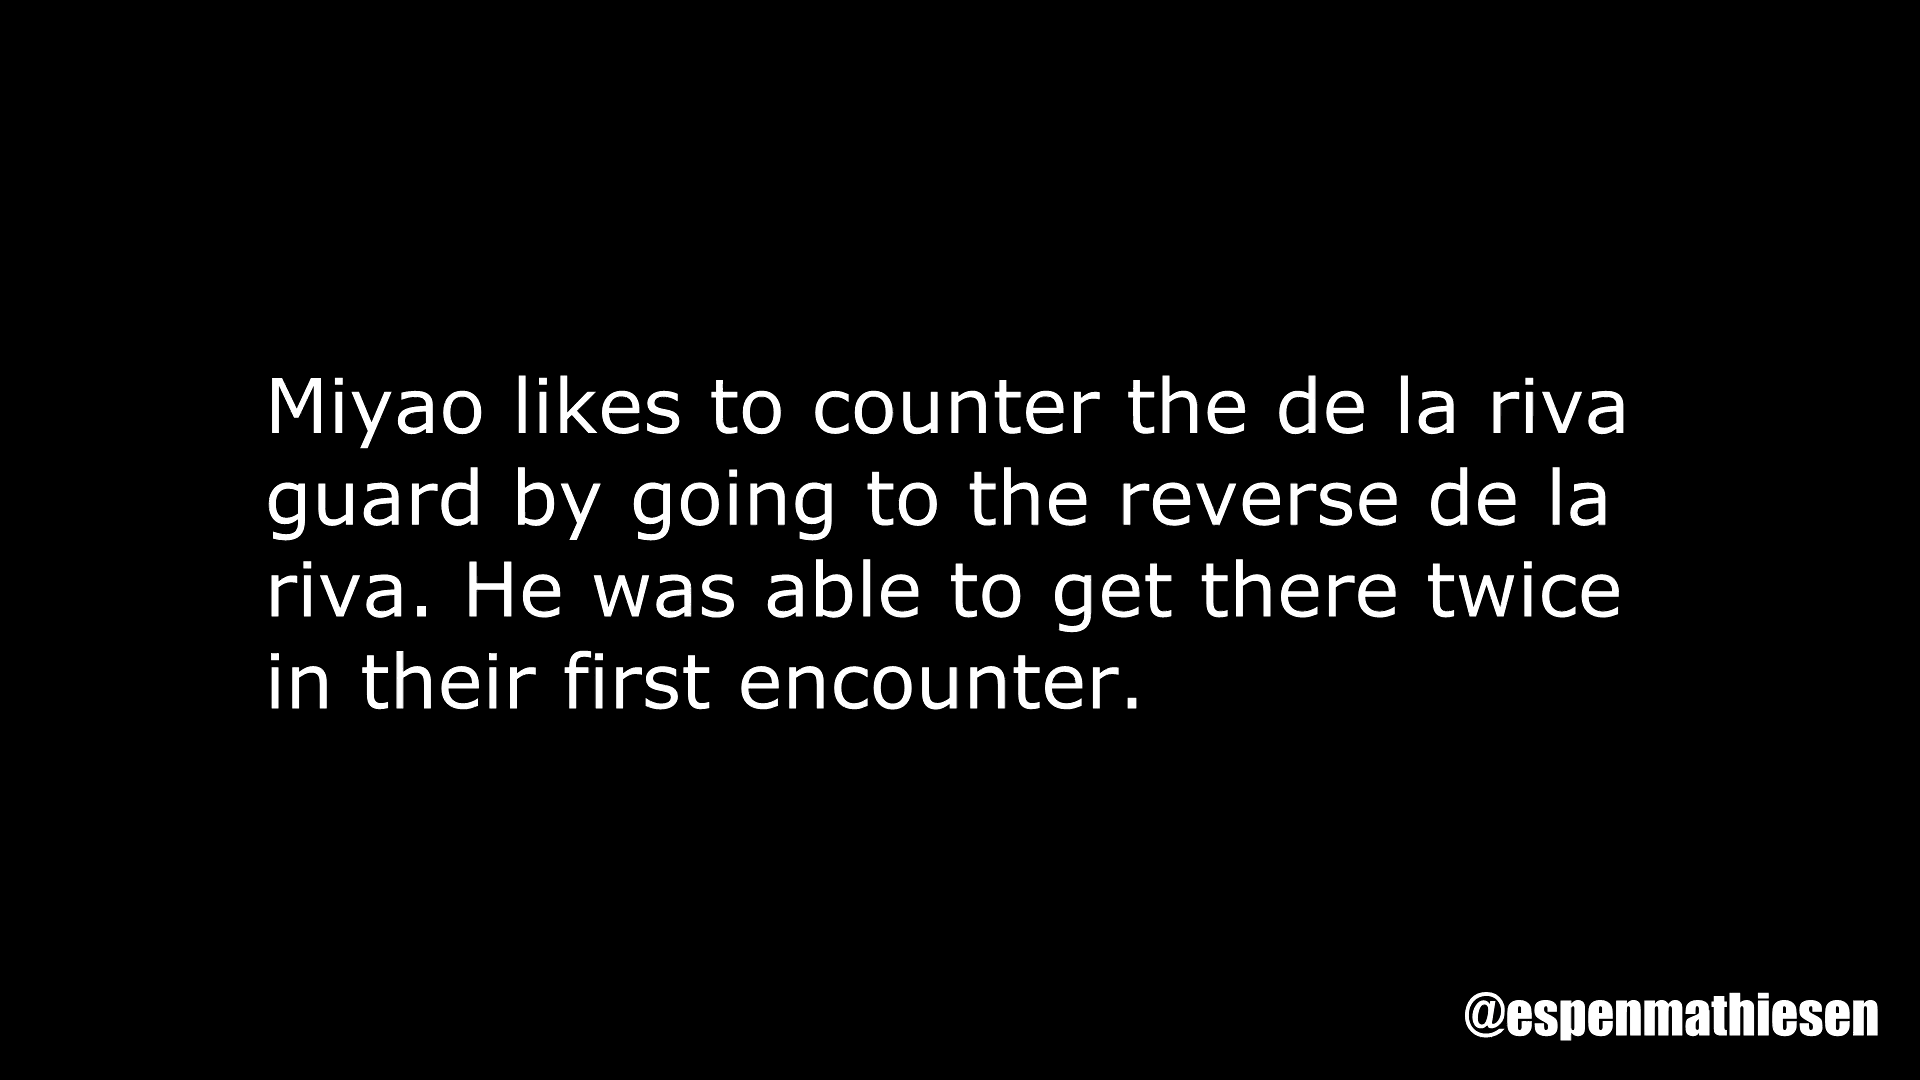 Miyao likes to counter the de la riva
guard by going to the reverse de la
riva. He was able to get there twice
in their first encounter.
@espenmathiesen